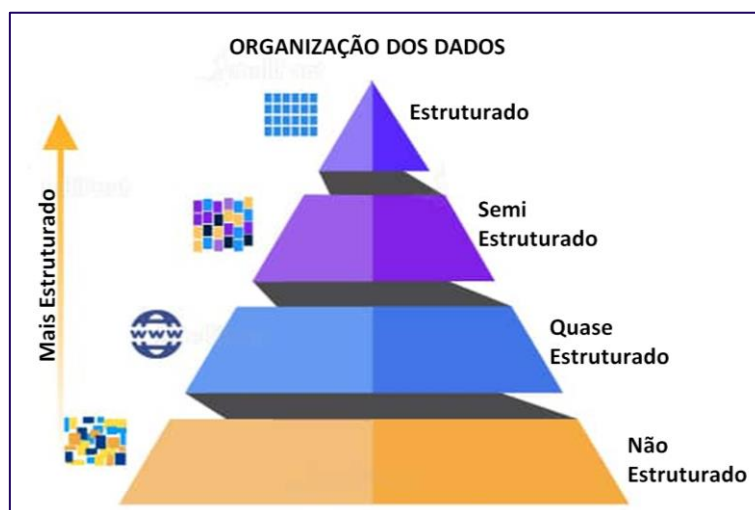 ORGANIZAÇÃO DOS DADOS
Estruturado
Semi
Estruturado
Mais Estruturado
www
Quase
Estruturado
Não
Estruturado